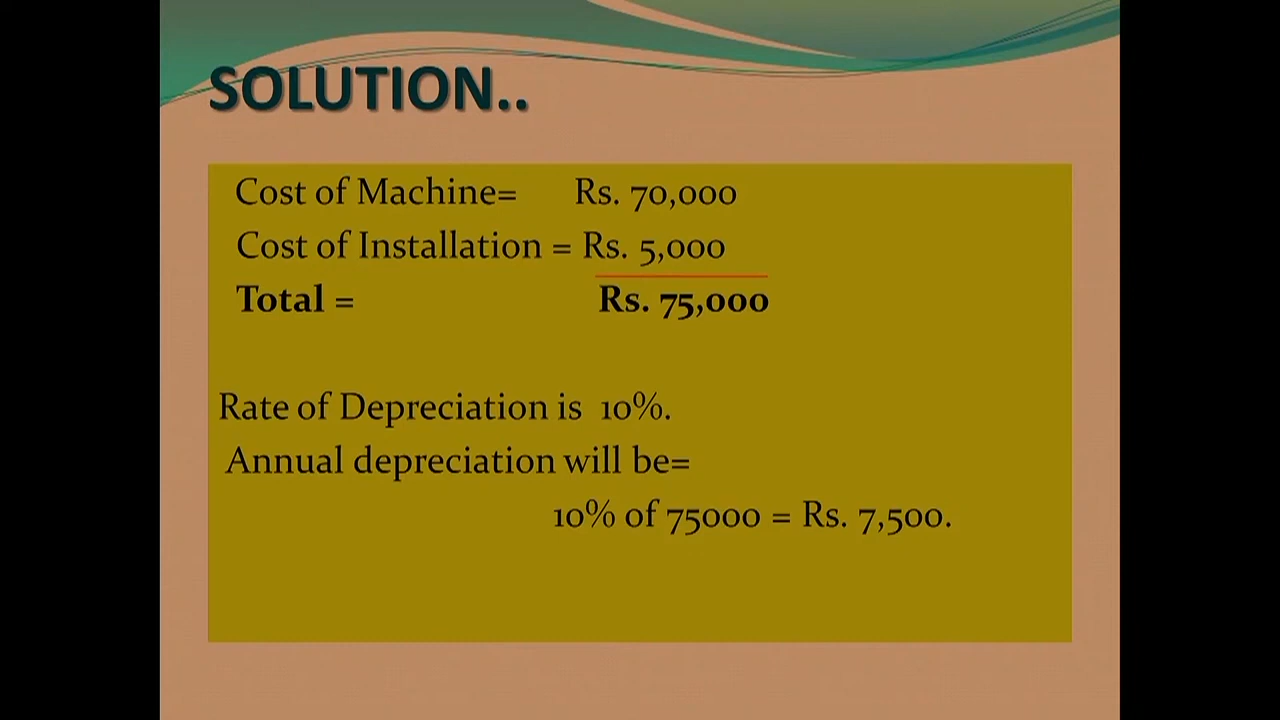 SOLUTION..
Cost of Machine= Rs. 70,000
Cost of Installation = Rs. 5,000
Total = Rs. 75,000
Rate of Depreciation is 10%.
Annual depreciation will be=
10% of 75000 = Rs. 7,500.